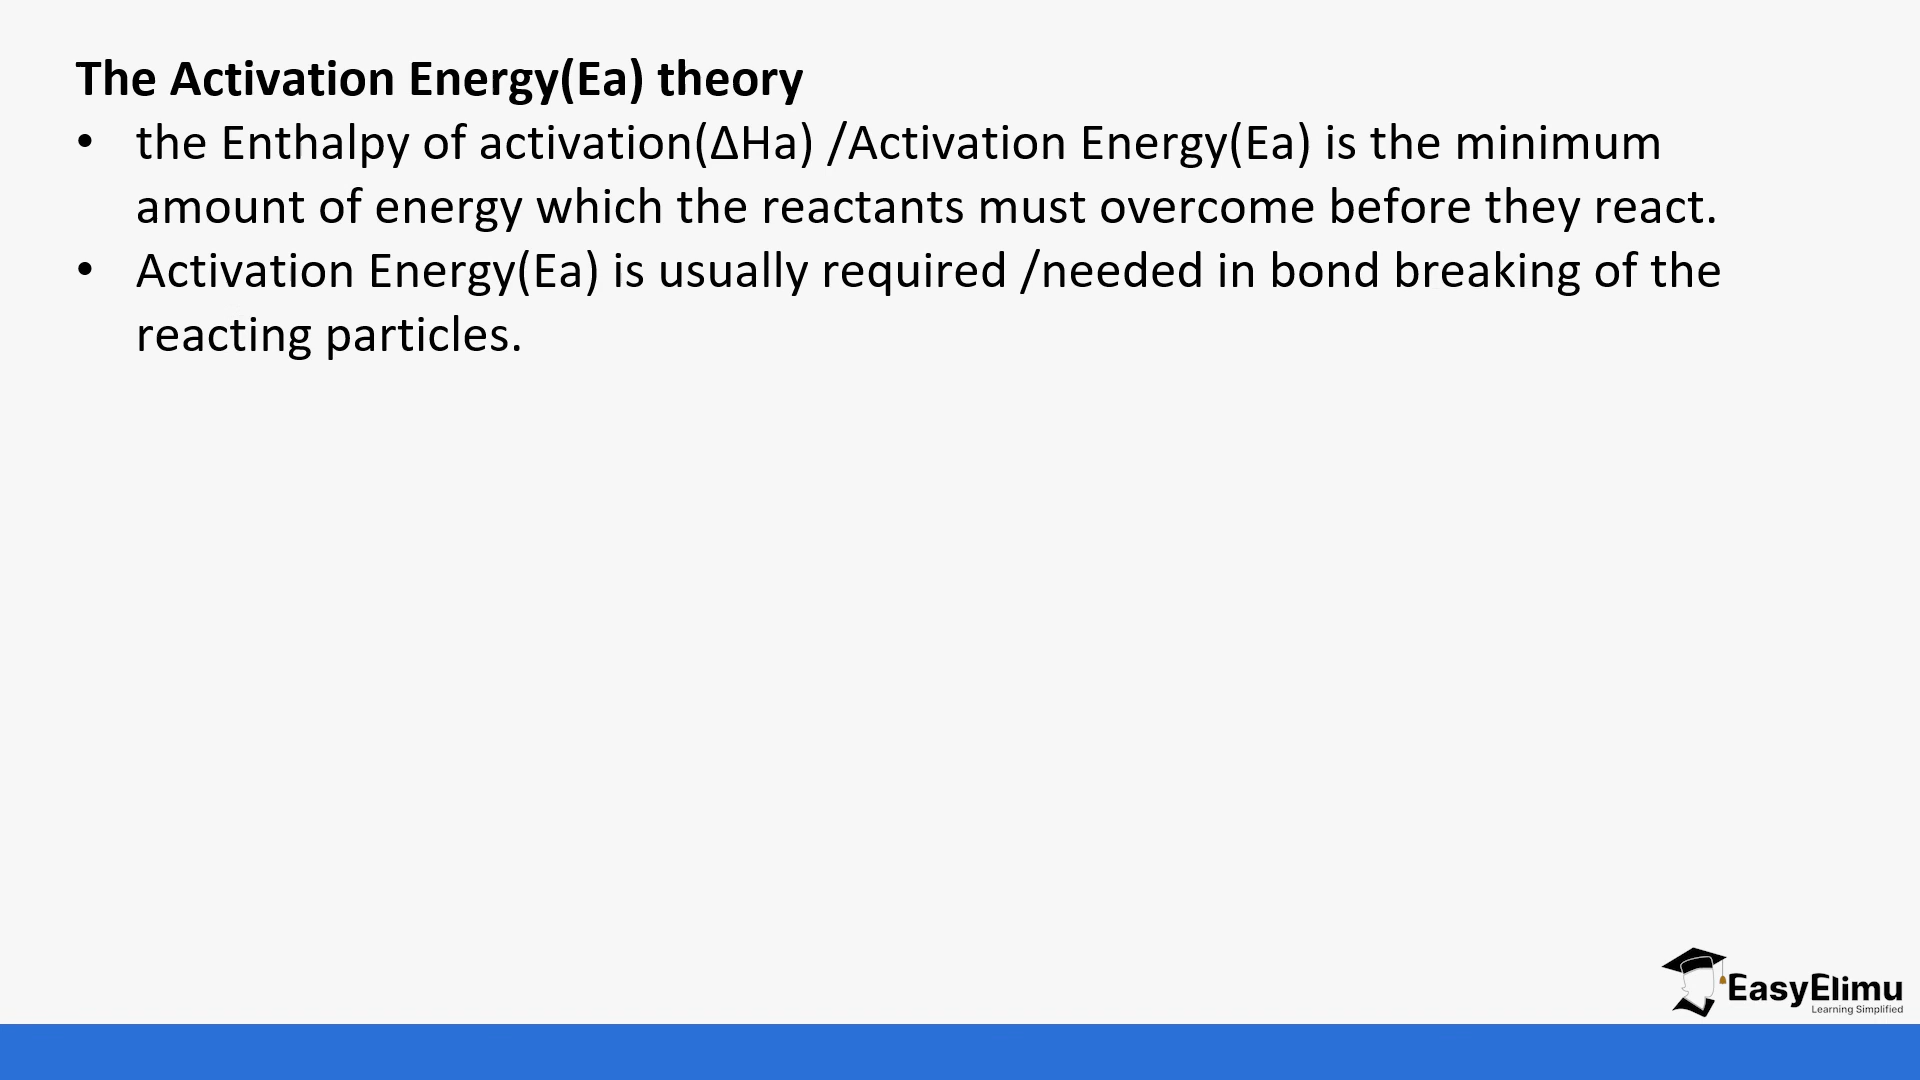 The Activation Energy(Ea) theory
• the Enthalpy of activation(∆Ha) /Activation Energy(Ea) is the minimum
amount of energy which the reactants must overcome before they react.
• Activation Energy(Ea) is usually required /needed in bond breaking of the
reacting particles.
EasyElimu
Learning Simplified